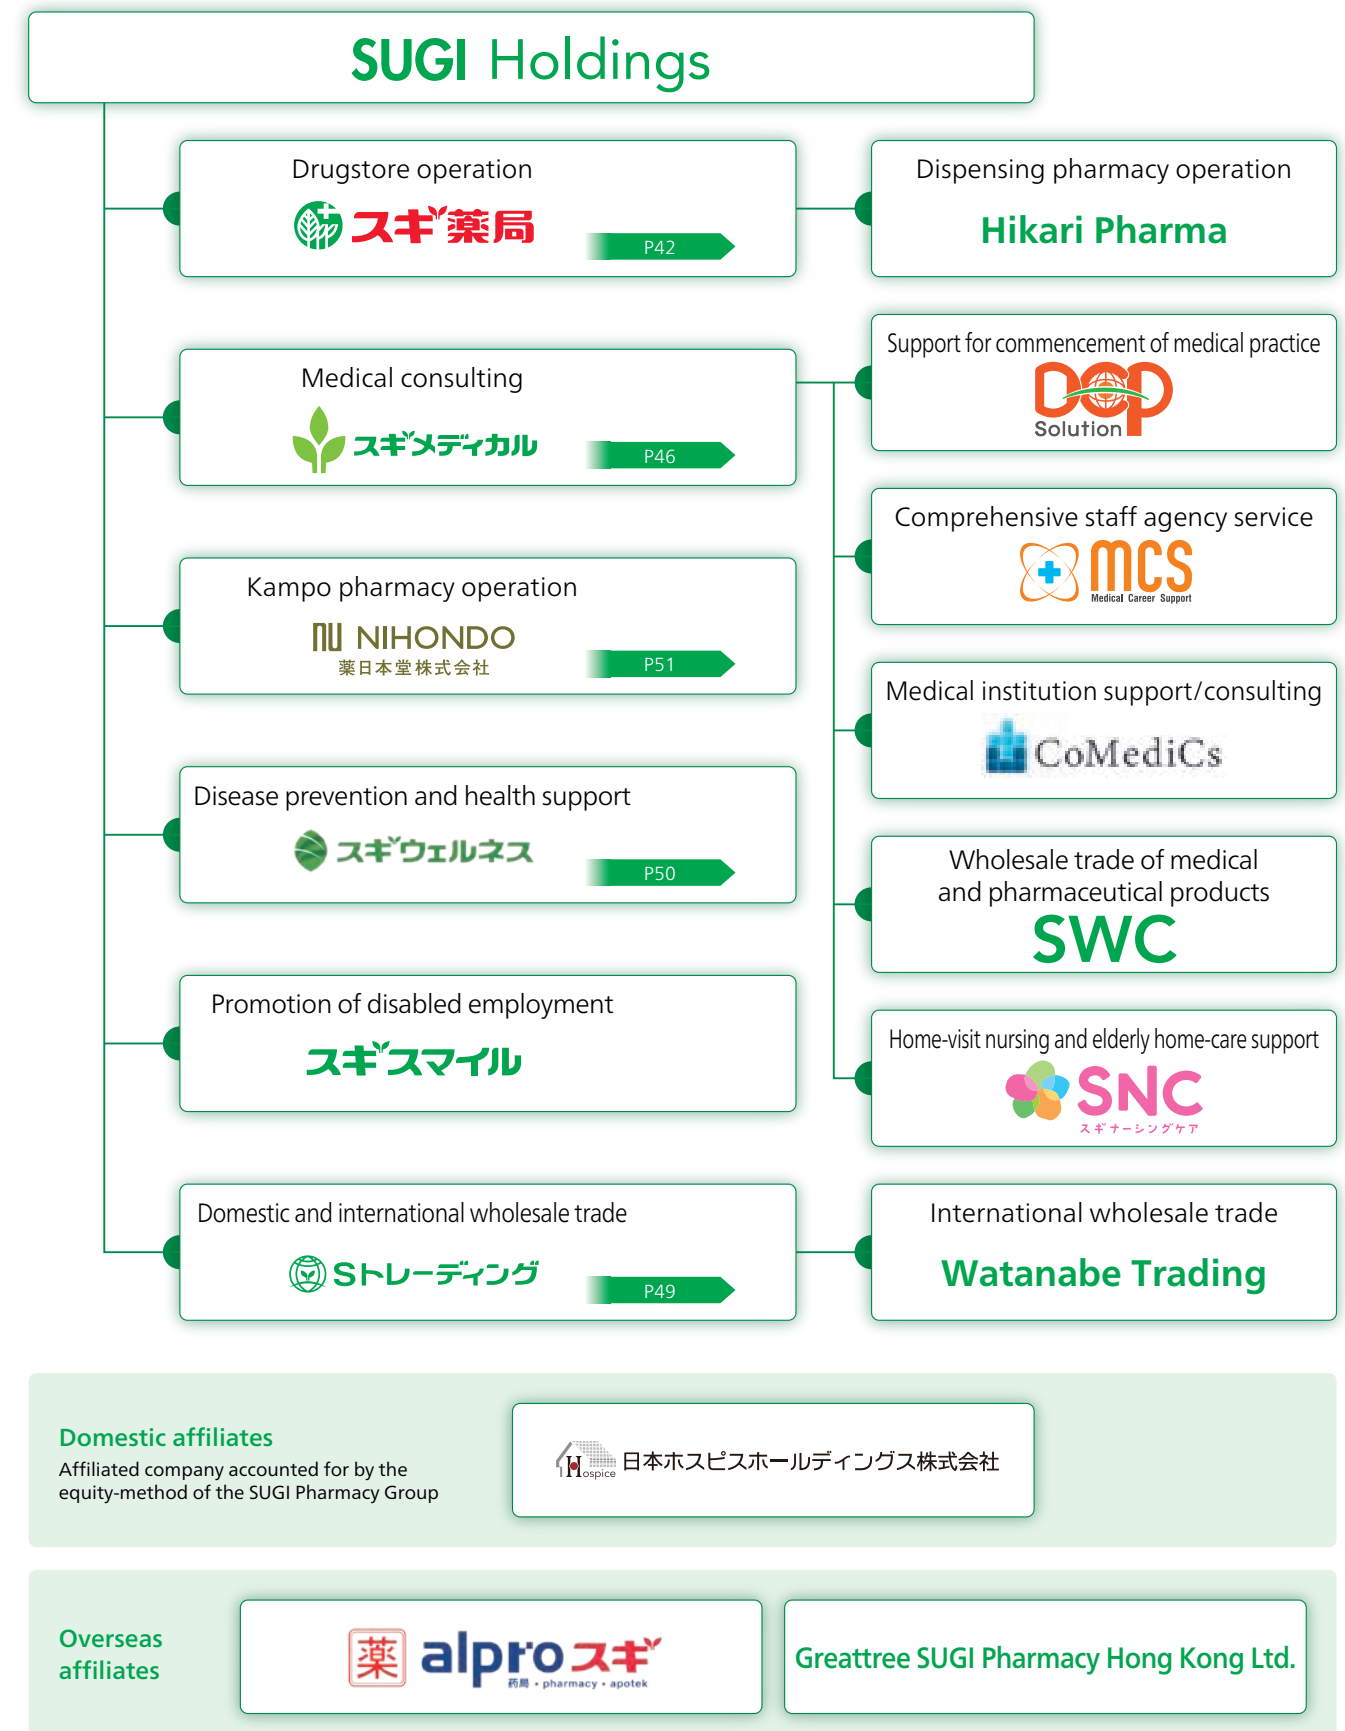 SUGI Holdings
Drugstore operation
スギ薬局
P42
Dispensing pharmacy operation
Hikari Pharma
Medical consulting
スギメディカル
P46
Support for commencement of medical practice
DCP
Solution
Comprehensive staff agency service
mcs
Medical Career Support
Kampo pharmacy operation
NIHONDO
薬日本堂株式会社
P51
Medical institution support/consulting
CoMediCs
Disease prevention and health support
スギウェルネス
P50
Wholesale trade of medical
and pharmaceutical products
SWC
Promotion of disabled employment
スギスマイル
Home-visit nursing and elderly home-care support
SNC
スギナーシングケア
Domestic and international wholesale trade
Sトレーディング
P49
International wholesale trade
Watanabe Trading
Domestic affiliates
Affiliated company accounted for by the
equity-method of the SUGI Pharmacy Group
Hospice 日本ホスピスホールディングス株式会社
Overseas
affiliates
薬 alpro スギ
药局・pharmacy・apotek
Greattree SUGI Pharmacy Hong Kong Ltd.